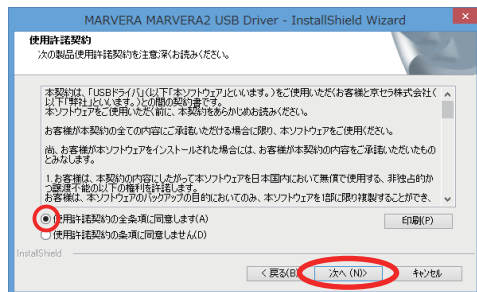 MARVERA MARVERA2 USB Driver - InstallShield Wizard
使用許諾契約
次の製品使用許諾契約を注意深くお読みください。
本契約は、「USBドライバ」(以下「本ソフトウェア」といいます。)をご使用いただくお客様と京セラ株式会社(
以下「弊社」といいます。)との間の契約書です。
本ソフトウェアをご使用いただく前に、本契約をあらかじめお読みください。
お客様が本契約の全ての内容にご承諾いただける場合に限り、本ソフトウェアをご使用ください。
尚、お客様が本ソフトウェアをインストールされた場合には、お客様が本契約の内容をご承諾いただいたもの
とみなします。
1.お客様は、本契約の内容にしたがって本ソフトウェアを日本国内において無償で使用する、非独占的か
つ譲渡不能の以下の権利を許諾します。
お客様は、本ソフトウェアのバックアップの目的においてのみ、本ソフトウェアを1部に限り複製することができ、
使用許諾契約の全条項に同意します(A)
印刷(P)
使用許諾契約の条項に同意しません(D)
InstallShield
< 戻る(B)
次へ (N)>
キャンセル